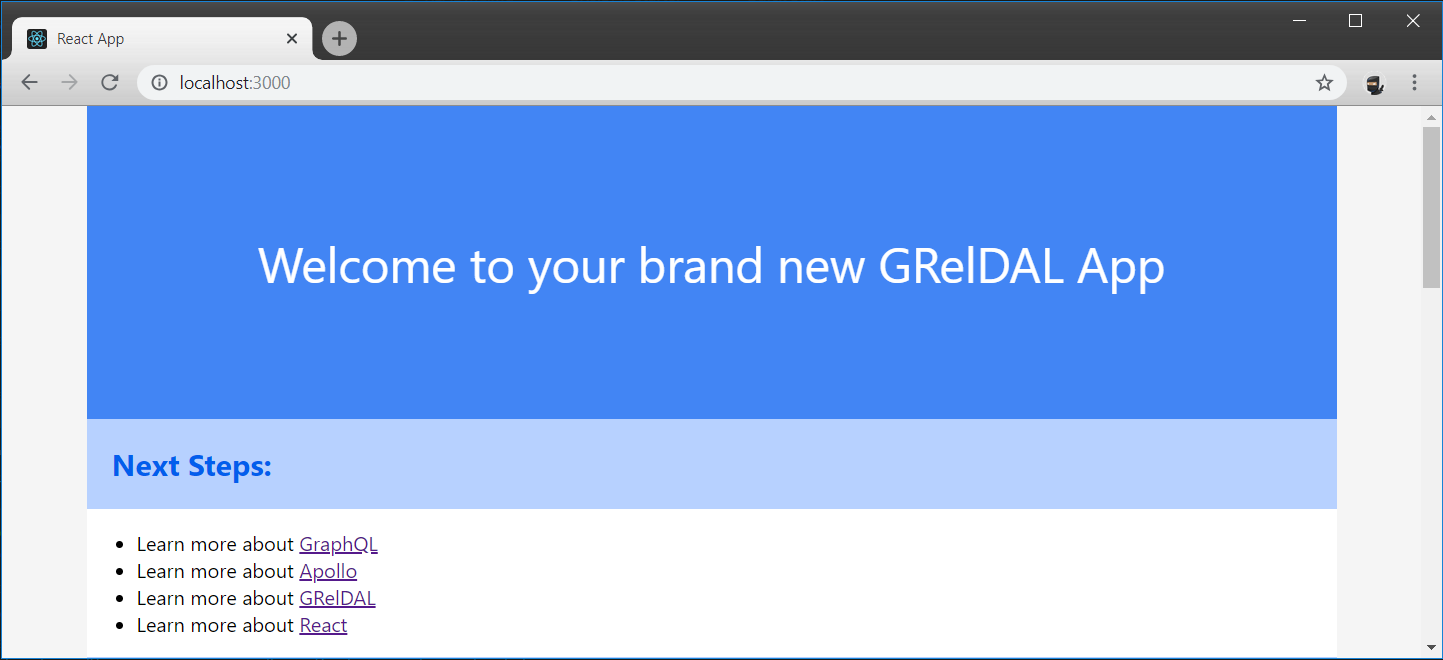 React App
localhost:3000
Welcome to your brand new GRelDAL App
Next Steps:
Learn more about GraphQL
Learn more about Apollo
Learn more about GRelDAL
Learn more about React